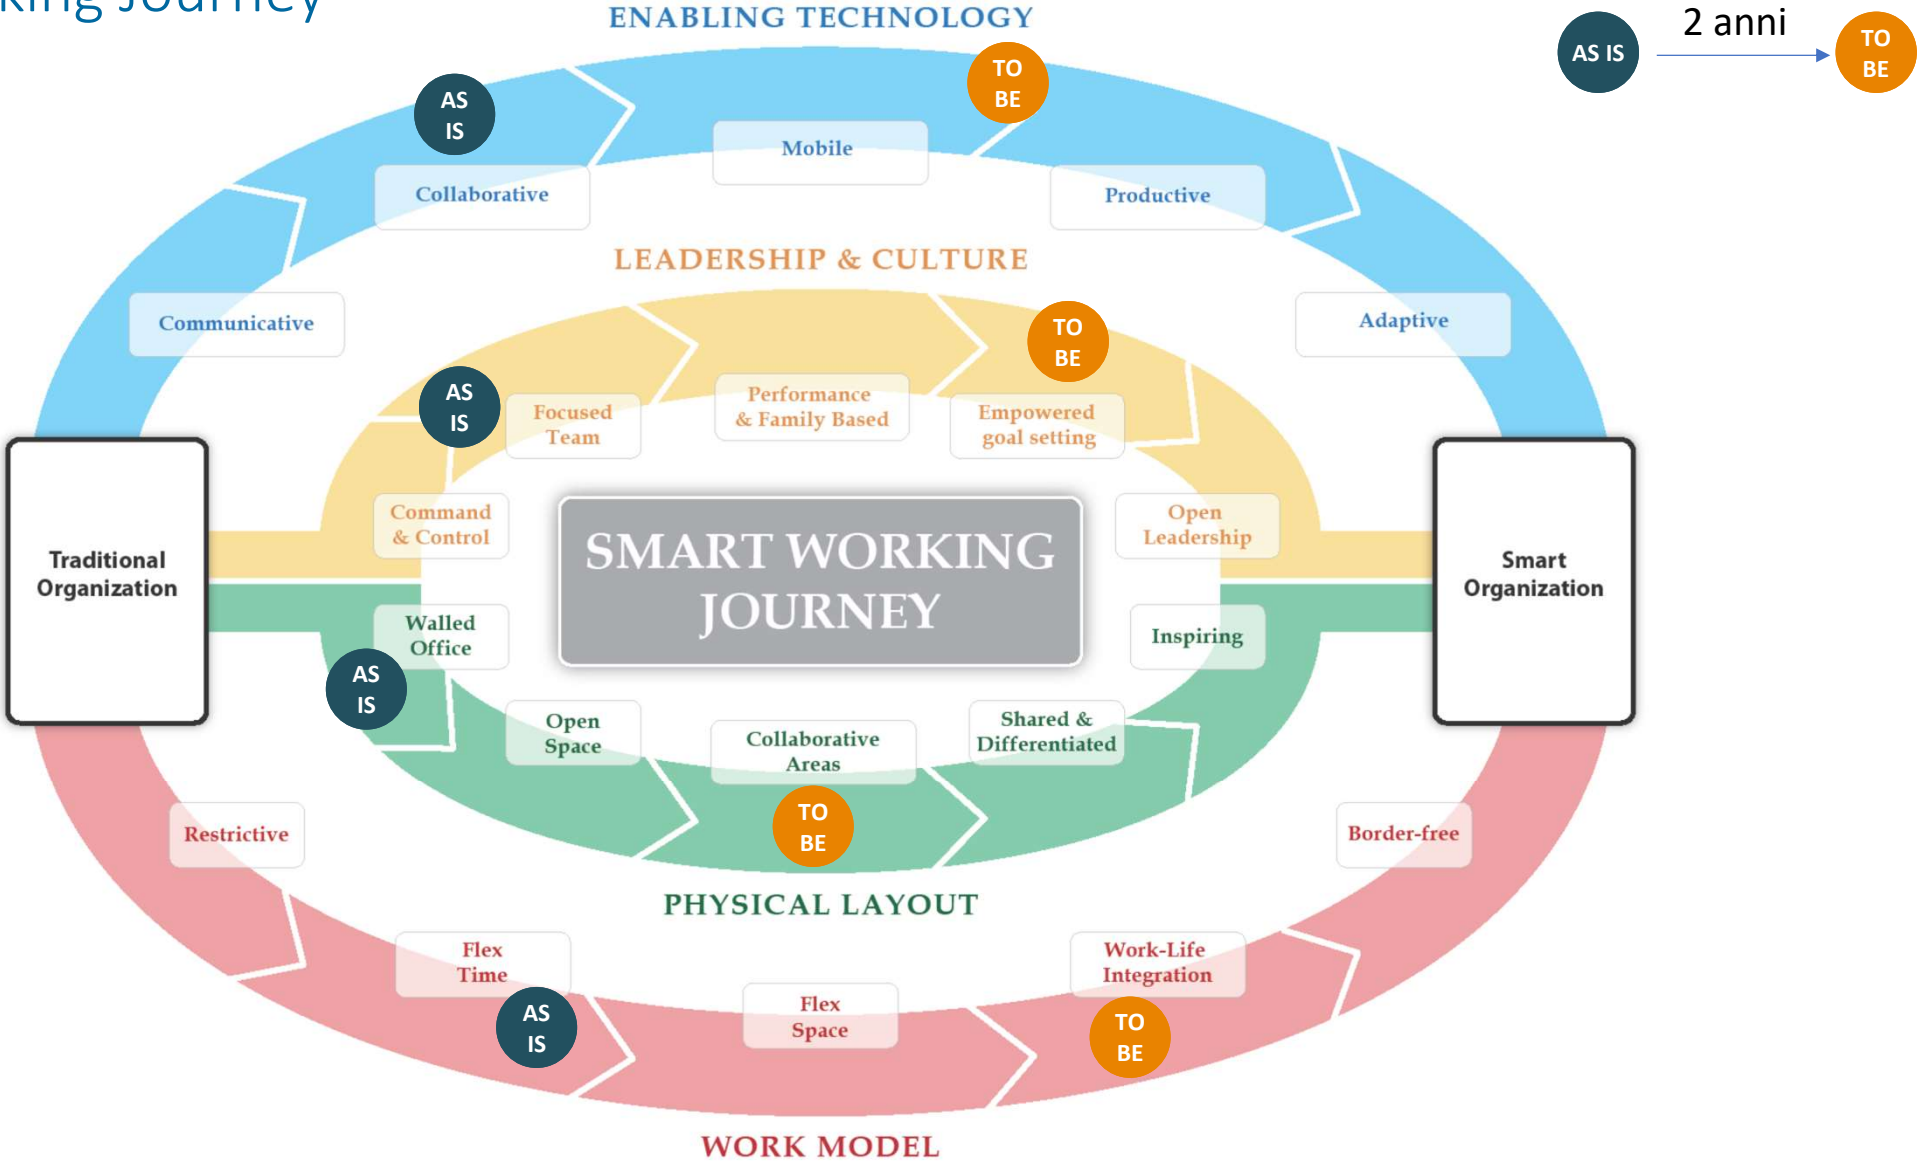 king Journey
ENABLING TECHNOLOGY
2 anni
AS IS
TO
BE
AS
IS
TO
BE
Mobile
Collaborative
Productive
Communicative
Adaptive
LEADERSHIP & CULTURE
TO
BE
AS
IS
Focused
Team
Performance
& Family Based
Empowered
goal setting
Command
& Control
Open
Leadership
SMART WORKING
JOURNEY
Traditional
Organization
Smart
Organization
Walled
Office
Inspiring
AS
IS
Open
Space
Collaborative
Areas
Shared &
Differentiated
TO
BE
PHYSICAL LAYOUT
Restrictive
Border-free
Flex
Time
Work-Life
Integration
Flex
Space
AS
IS
TO
BE
WORK MODEL